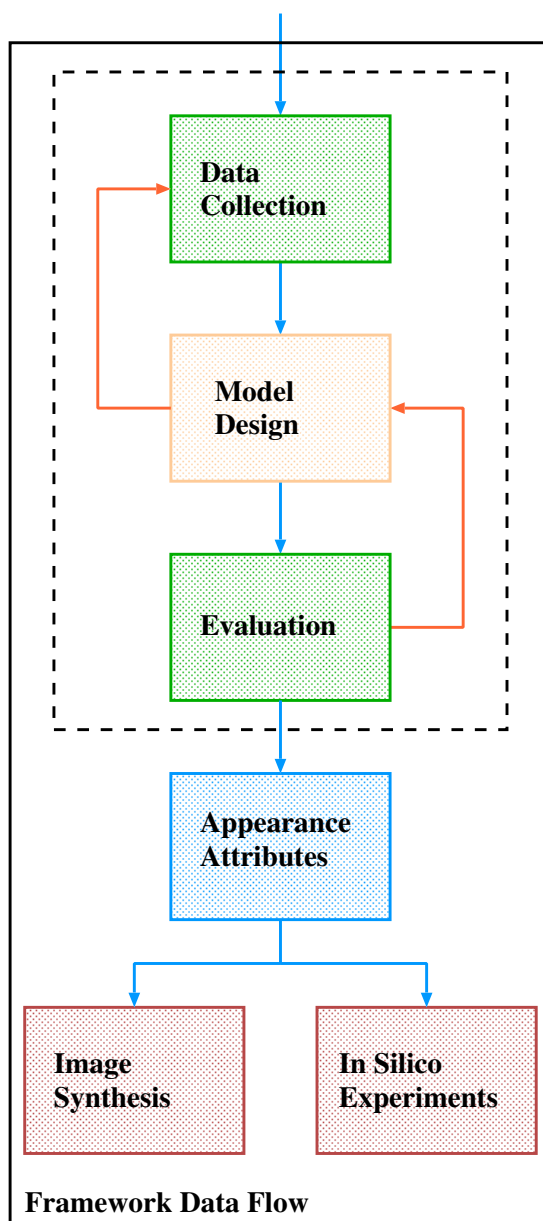 Data
Collection
Model
Design
Evaluation
Appearance
Attributes
Image
Synthesis
In Silico
Experiments
Framework Data Flow